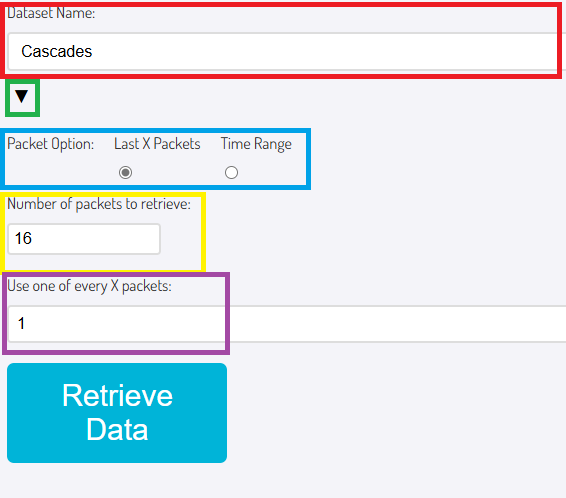 Dataset Name:
Cascades
▼
Packet Option: Last X Packets Time Range
Number of packets to retrieve:
16
Use one of every X packets:
1
Retrieve
Data